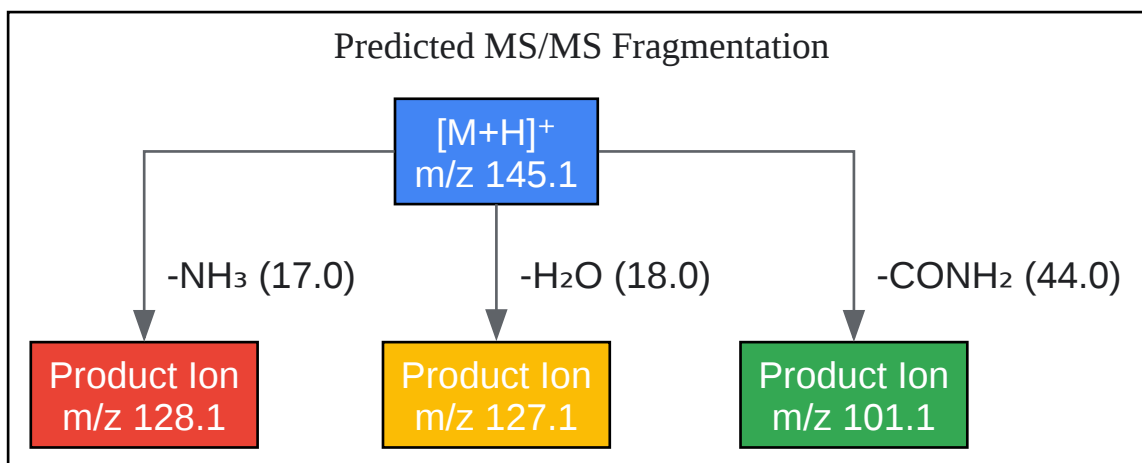 Predicted MS/MS Fragmentation
[M+H]⁺
m/z 145.1
-NH₃ (17.0)
-H₂O (18.0)
-CONH₂ (44.0)
Product Ion
m/z 128.1
Product Ion
m/z 127.1
Product Ion
m/z 101.1